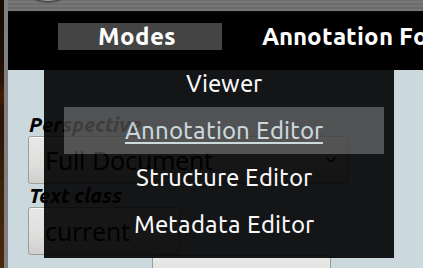 Modes Annotation Fo
Viewer
Perspective
Annotation Editor
Full Document
Structure Editor
Text class
current
Metadata Editor